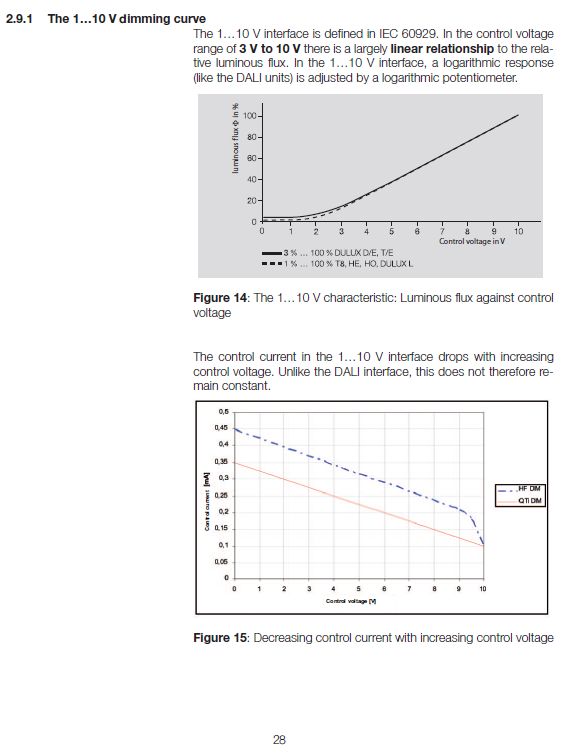 2.9.1 The 1…10 V dimming curve
The 1…10 V interface is defined in IEC 60929. In the control voltage
range of 3 V to 10 V there is a largely linear relationship to the rela-
tive luminous flux. In the 1…10 V interface, a logarithmic response
(like the DALI units) is adjusted by a logarithmic potentiometer.
luminous flux Φ in %
100
80
60
40
20
0
0 1 2 3 4 5 6 7 8 9 10
Control voltage in V
3 % ... 100 % DULUX D/E, T/E
1 % ... 100 % T8, HE, HO, DULUX L
Figure 14: The 1…10 V characteristic: Luminous flux against control
voltage
The control current in the 1…10 V interface drops with increasing
control voltage. Unlike the DALI interface, this does not therefore re-
main constant.
Control current [mA]
0,5
0,45
0,4
0,35
0,3
0,25
0,2
0,15
0,1
0,05
0
0 1 2 3 4 5 6 7 8 9 10
Control voltage [V]
HF DIM
QTi DIM
Figure 15: Decreasing control current with increasing control voltage
28